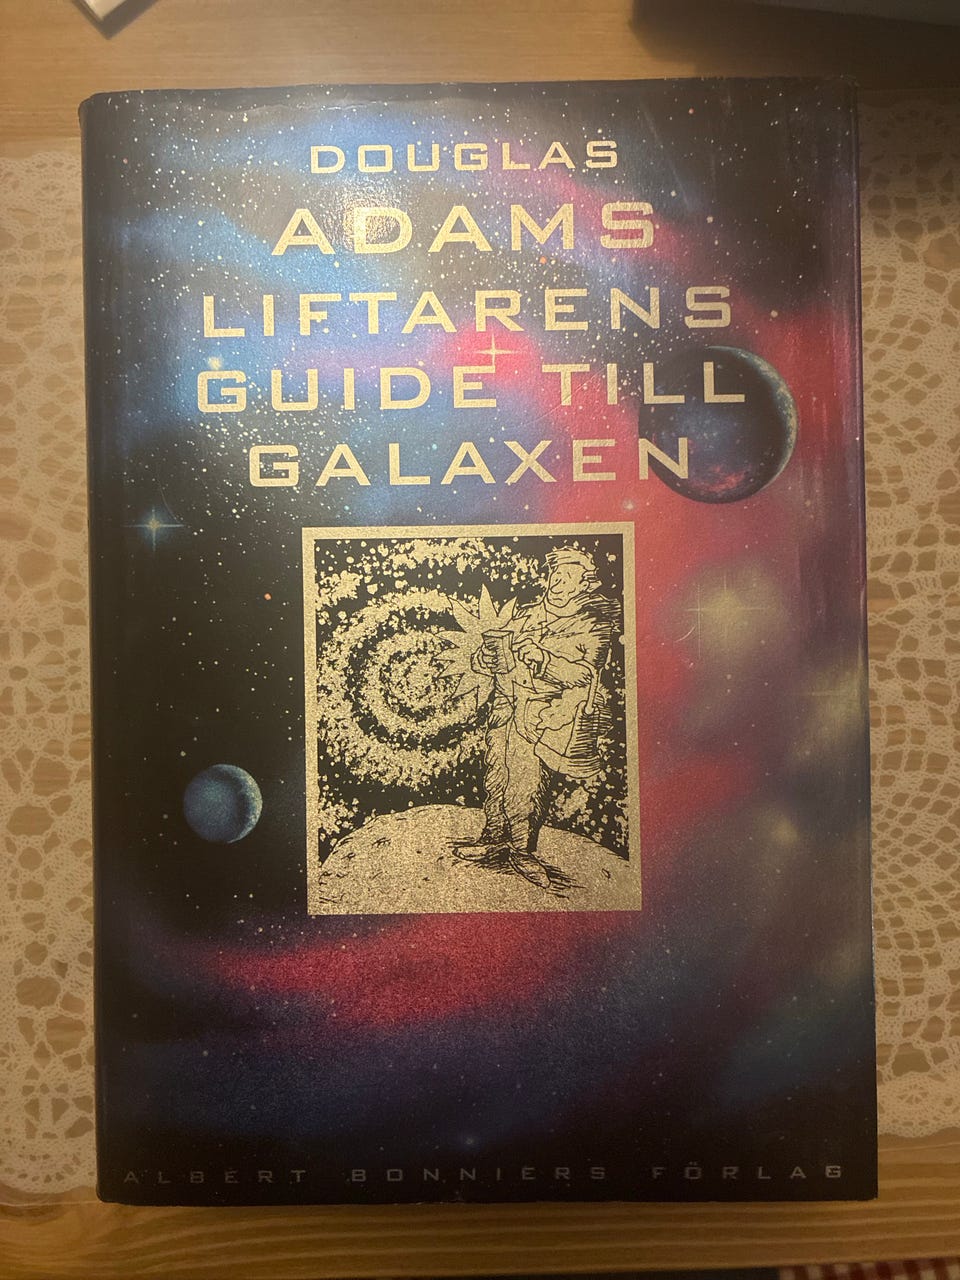 DOUGLAS
ADAMS
LIFTARENS
GUIDE TILL
GALAXEN
ALBERT BONNIERS FÖRLAG